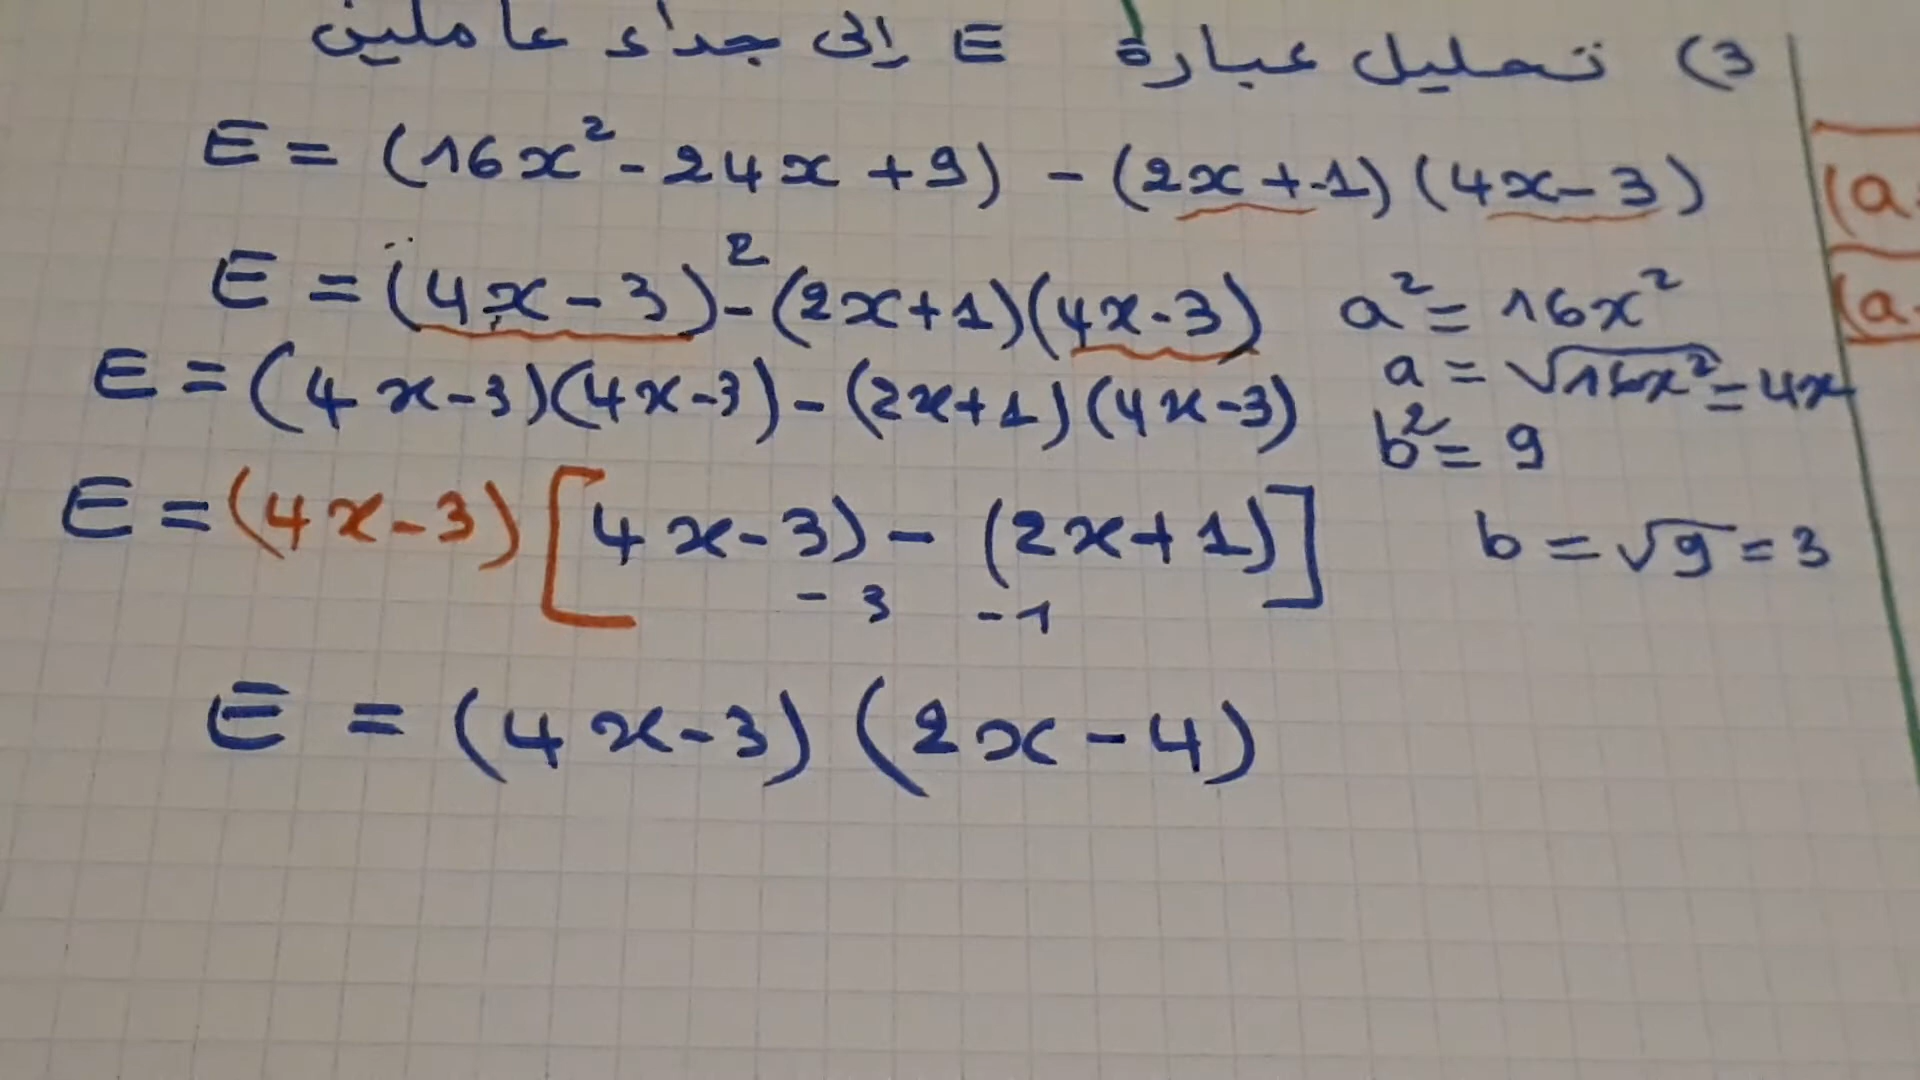 3) تحليل عبارة E إلى جداء عاملين
E = (16x² - 24x + 9) - (2x + 1)(4x - 3)
E = (4x - 3)² - (2x + 1)(4x - 3)
a² = 16x²
E = (4x - 3)(4x - 3) - (2x + 1)(4x - 3)
a = √16x² = 4x
b² = 9
E = (4x - 3)[4x - 3) - (2x + 1)]
b = √9 = 3
- 3 - 1
E = (4x - 3)(2x - 4)
(a
(a